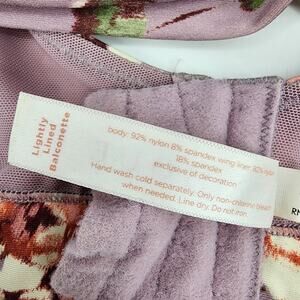 Lightly
Lined
Balconette
body: 92% nylon 8% spandex wing liner: 82% nylon
18% spandex
exclusive of decoration
Hand wash cold separately. Only non-chlorine bleach
when needed. Line dry. Do not iron.
RN